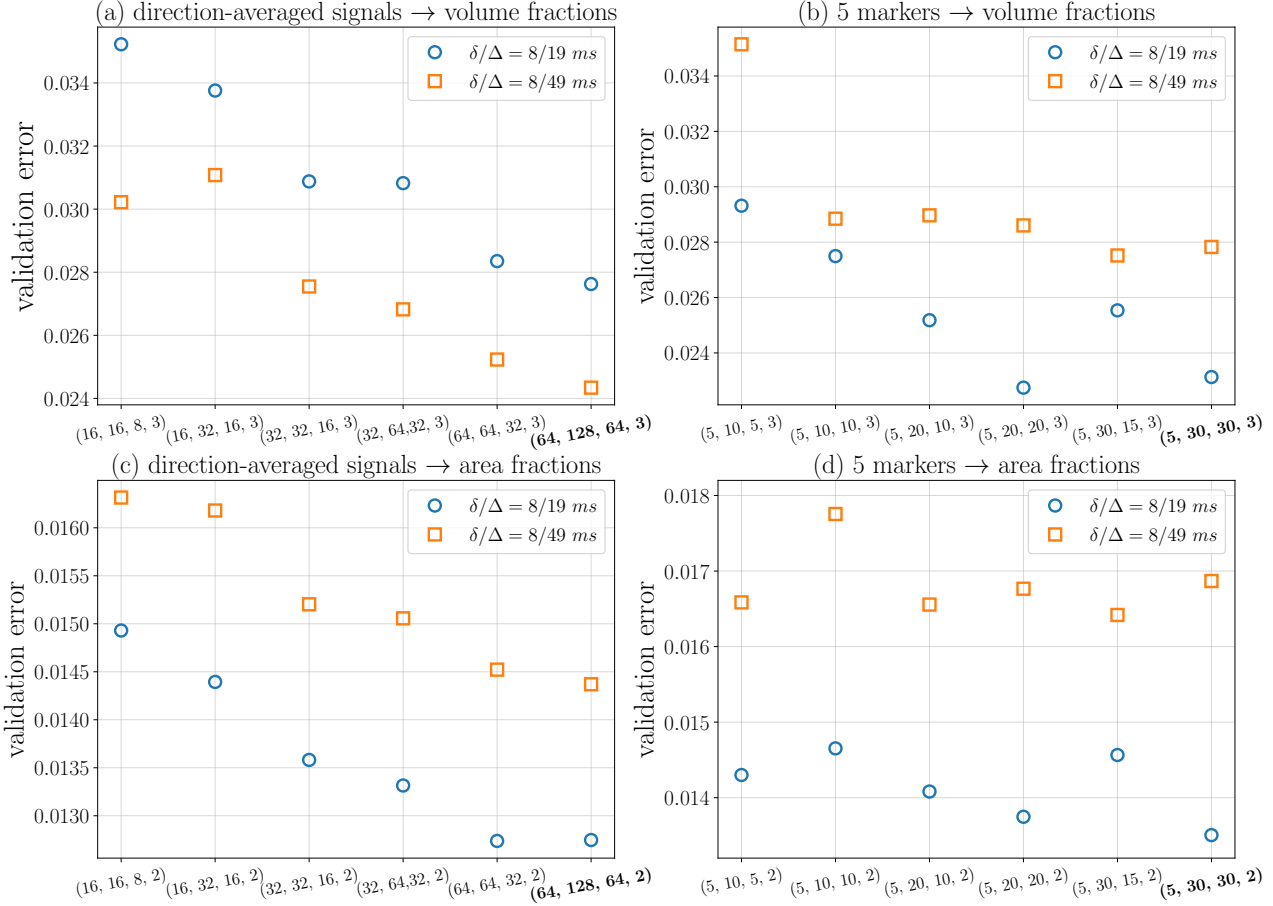 (a) direction-averaged signals → volume fractions
validation error
0.034
0.032
0.030
0.028
0.026
0.024
δ/Δ = 8/19 ms
δ/Δ = 8/49 ms
(16, 16, 8, 3)
(16, 32, 16, 3)
(32, 32, 16, 3)
(32, 64,32, 3)
(64, 64, 32, 3)
(64, 128, 64, 3)
(b) 5 markers → volume fractions
validation error
0.034
0.032
0.030
0.028
0.026
0.024
δ/Δ = 8/19 ms
δ/Δ = 8/49 ms
(5, 10, 5, 3)
(5, 10, 10, 3)
(5, 20, 10, 3)
(5, 20, 20, 3)
(5, 30, 15, 3)
(5, 30, 30, 3)
(c) direction-averaged signals → area fractions
validation error
0.0160
0.0155
0.0150
0.0145
0.0140
0.0135
0.0130
δ/Δ = 8/19 ms
δ/Δ = 8/49 ms
(16, 16, 8, 2)
(16, 32, 16, 2)
(32, 32, 16, 2)
(32, 64,32, 2)
(64, 64, 32, 2)
(64, 128, 64, 2)
(d) 5 markers → area fractions
validation error
0.018
0.017
0.016
0.015
0.014
δ/Δ = 8/19 ms
δ/Δ = 8/49 ms
(5, 10, 5, 2)
(5, 10, 10, 2)
(5, 20, 10, 2)
(5, 20, 20, 2)
(5, 30, 15, 2)
(5, 30, 30, 2)